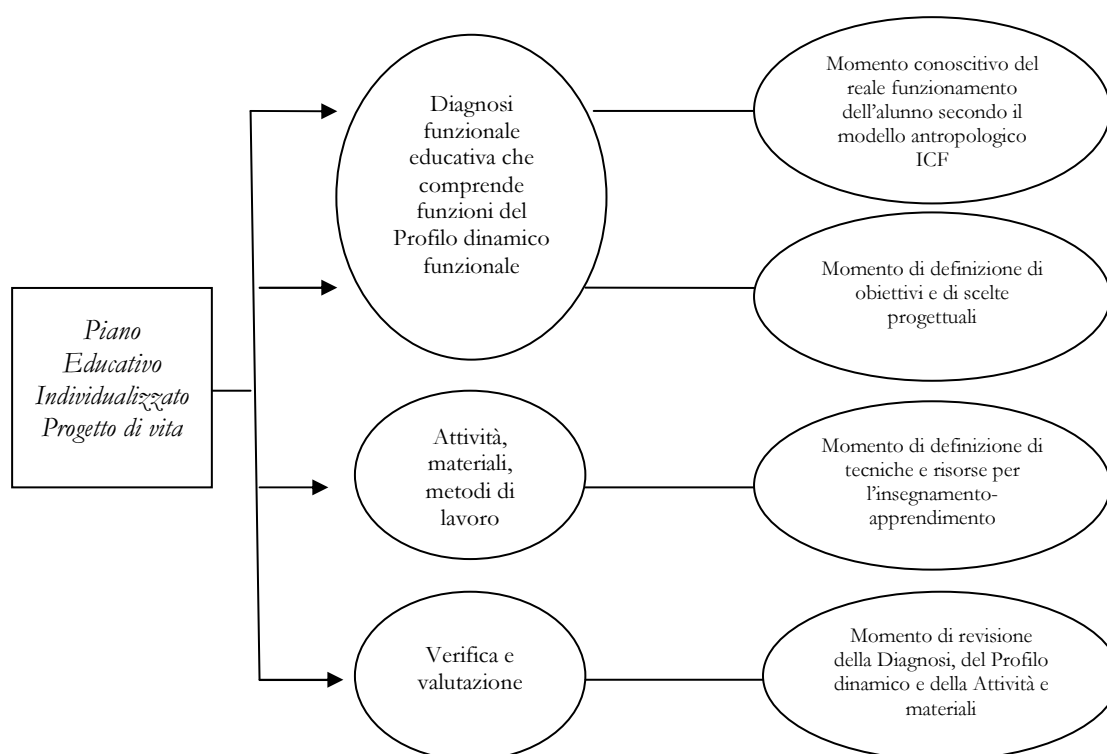 Piano
Educativo
Individualizzato
Progetto di vita
Diagnosi
funzionale
educativa che
comprende
funzioni del
Profilo dinamico
funzionale
Momento conoscitivo del
reale funzionamento
dell'alunno secondo il
modello antropologico
ICF
Momento di definizione di
obiettivi e di scelte
progettuali
Attività,
materiali,
metodi di
lavoro
Momento di definizione di
tecniche e risorse per
l'insegnamento-
apprendimento
Verifica e
valutazione
Momento di revisione
della Diagnosi, del Profilo
dinamico e della Attività e
materiali